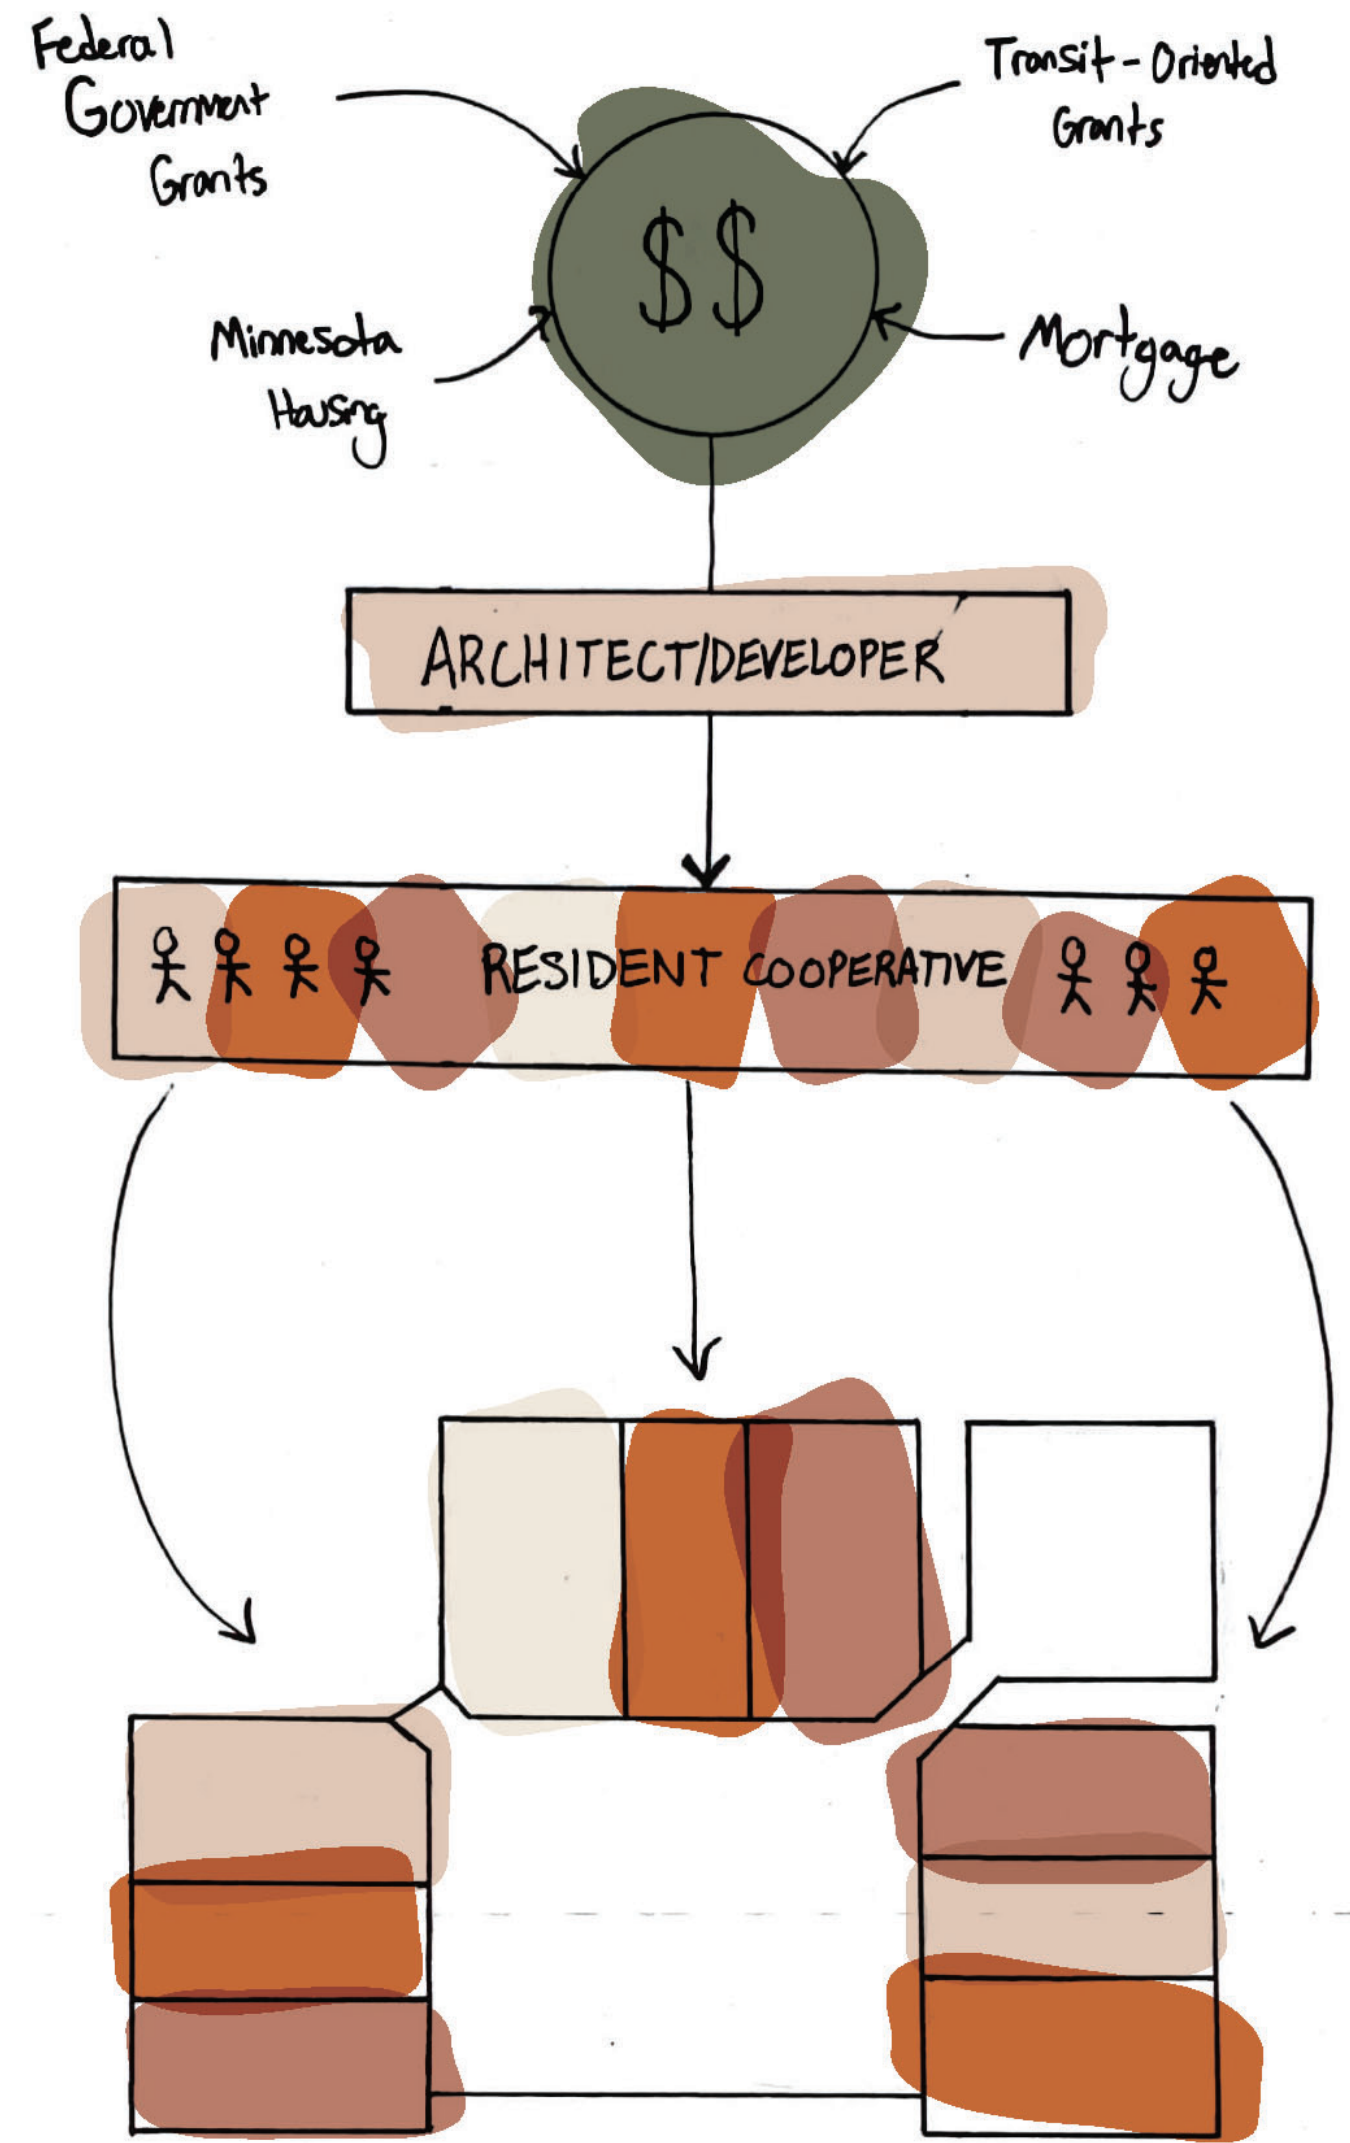 Federal
Government
Grants
Transit-Oriented
Grants
$$
Minnesota
Housing
Mortgage
ARCHITECT/DEVELOPER
RESIDENT COOPERATIVE